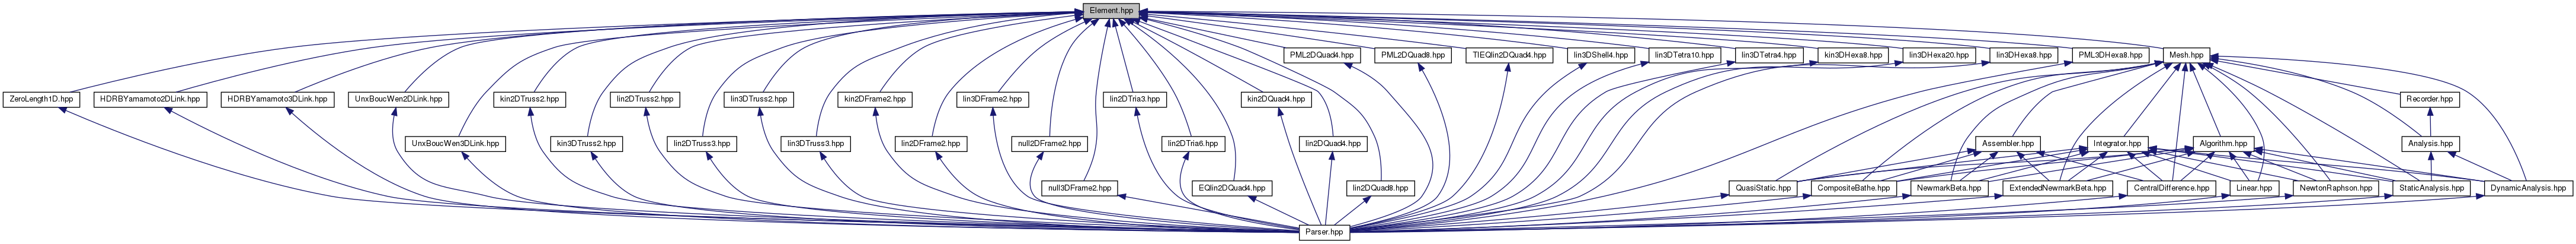 Element.hpp
PML2DQuad4.hpp
PML2DQuad8.hpp
TIEQlin2DQuad4.hpp
lin3DShell4.hpp
lin3DTetra10.hpp
lin3DTetra4.hpp
kin3DHexa8.hpp
lin3DHexa20.hpp
lin3DHexa8.hpp
PML3DHexa8.hpp
Mesh.hpp
ZeroLength1D.hpp
HDRBYamamoto2DLink.hpp
HDRBYamamoto3DLink.hpp
UnxBoucWen2DLink.hpp
kin2DTruss2.hpp
lin2DTruss2.hpp
lin3DTruss2.hpp
kin2DFrame2.hpp
lin3DFrame2.hpp
lin2DTria3.hpp
kin2DQuad4.hpp
Recorder.hpp
UnxBoucWen3DLink.hpp
kin3DTruss2.hpp
lin2DTruss3.hpp
lin3DTruss3.hpp
lin2DFrame2.hpp
null2DFrame2.hpp
lin2DTria6.hpp
lin2DQuad4.hpp
Assembler.hpp
Integrator.hpp
Algorithm.hpp
Analysis.hpp
null3DFrame2.hpp
EQlin2DQuad4.hpp
lin2DQuad8.hpp
QuasiStatic.hpp
CompositeBathe.hpp
NewmarkBeta.hpp
ExtendedNewmarkBeta.hpp
CentralDifference.hpp
Linear.hpp
NewtonRaphson.hpp
StaticAnalysis.hpp
DynamicAnalysis.hpp
Parser.hpp